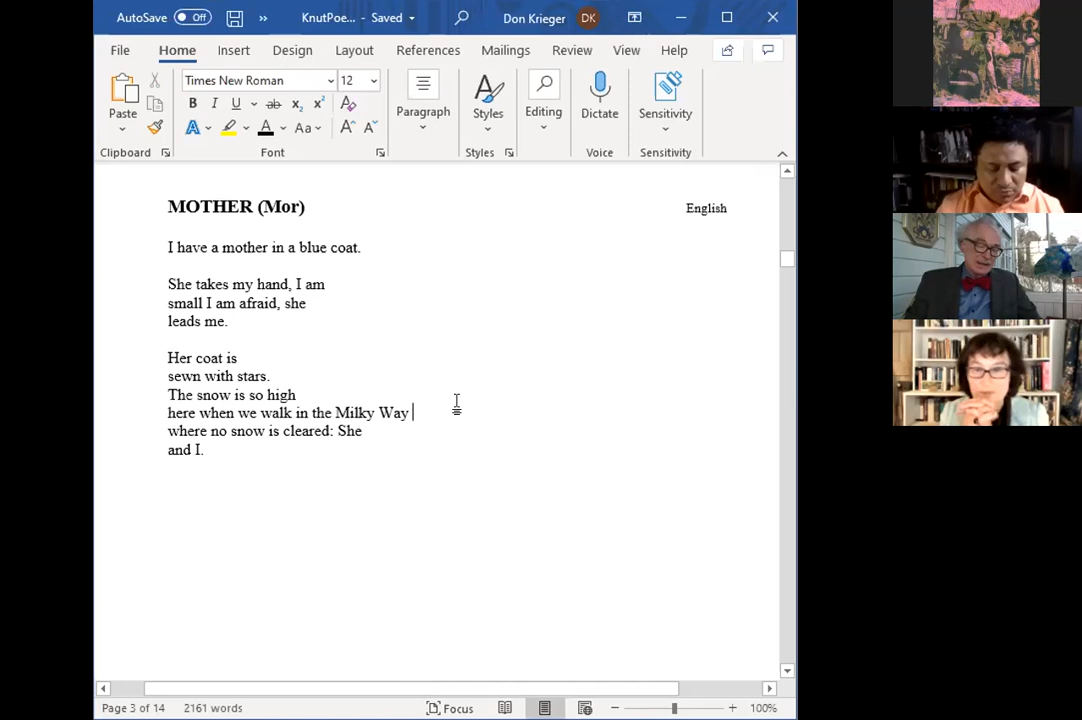 AutoSave Off KnutPoe... - Saved Don Krieger DK
File Home Insert Design Layout References Mailings Review View Help
Times New Roman 12
Paste B I U ab x₂ x² Paragraph Styles Editing Dictate Sensitivity
A A Aa A A
Clipboard Font Styles Voice Sensitivity
MOTHER (Mor) English
I have a mother in a blue coat.
She takes my hand, I am
small I am afraid, she
leads me.
Her coat is
sewn with stars.
The snow is so high
here when we walk in the Milky Way
where no snow is cleared: She
and I.
Page 3 of 14 2161 words Focus 100%